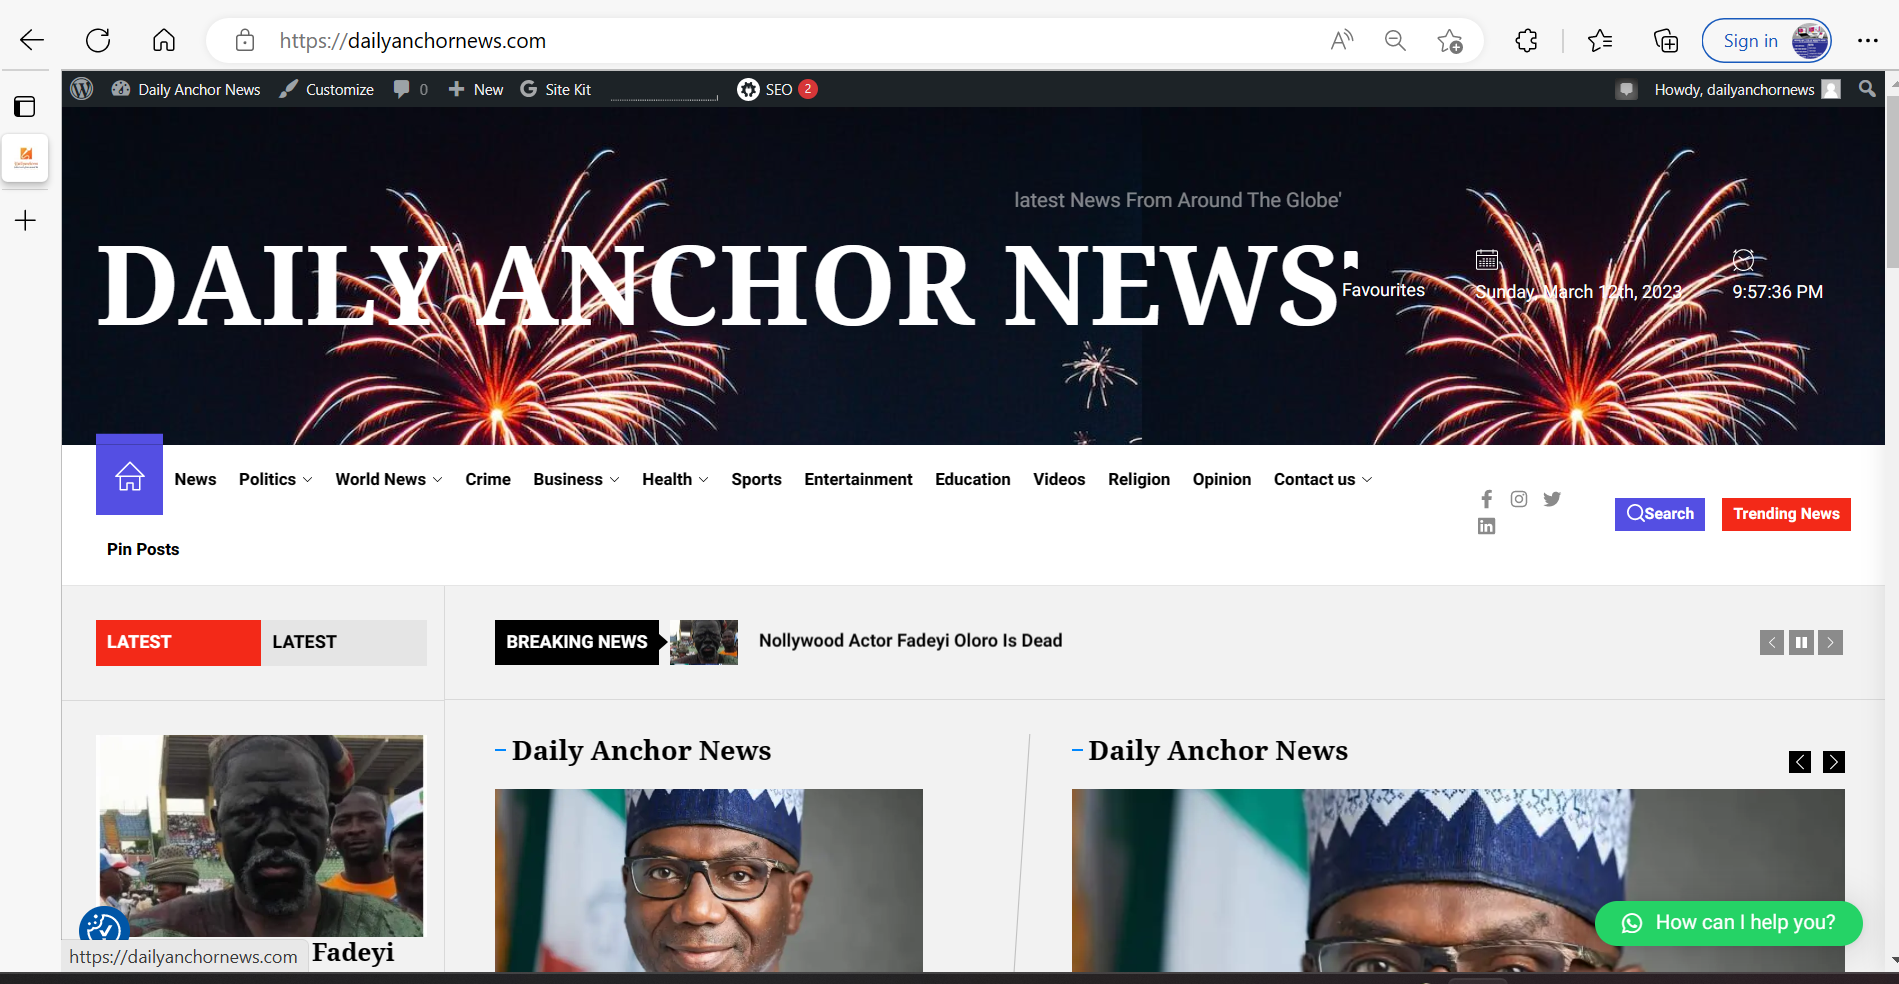 https://dailyanchornews.com
Sign in
Daily Anchor News
Customize
0
New
Site Kit
SEO 2
Howdy, dailyanchornews
latest News From Around The Globe'
DAILY ANCHOR NEWS'
Favourites
Sunday, March 12th, 2023
9:57:36 PM
News Politics World News Crime Business Health Sports Entertainment Education Videos Religion Opinion Contact us
Pin Posts
Search
Trending News
LATEST
LATEST
BREAKING NEWS
Nollywood Actor Fadeyi Oloro Is Dead
Daily Anchor News
Daily Anchor News
How can I help you?
Fadeyi
https://dailyanchornews.com